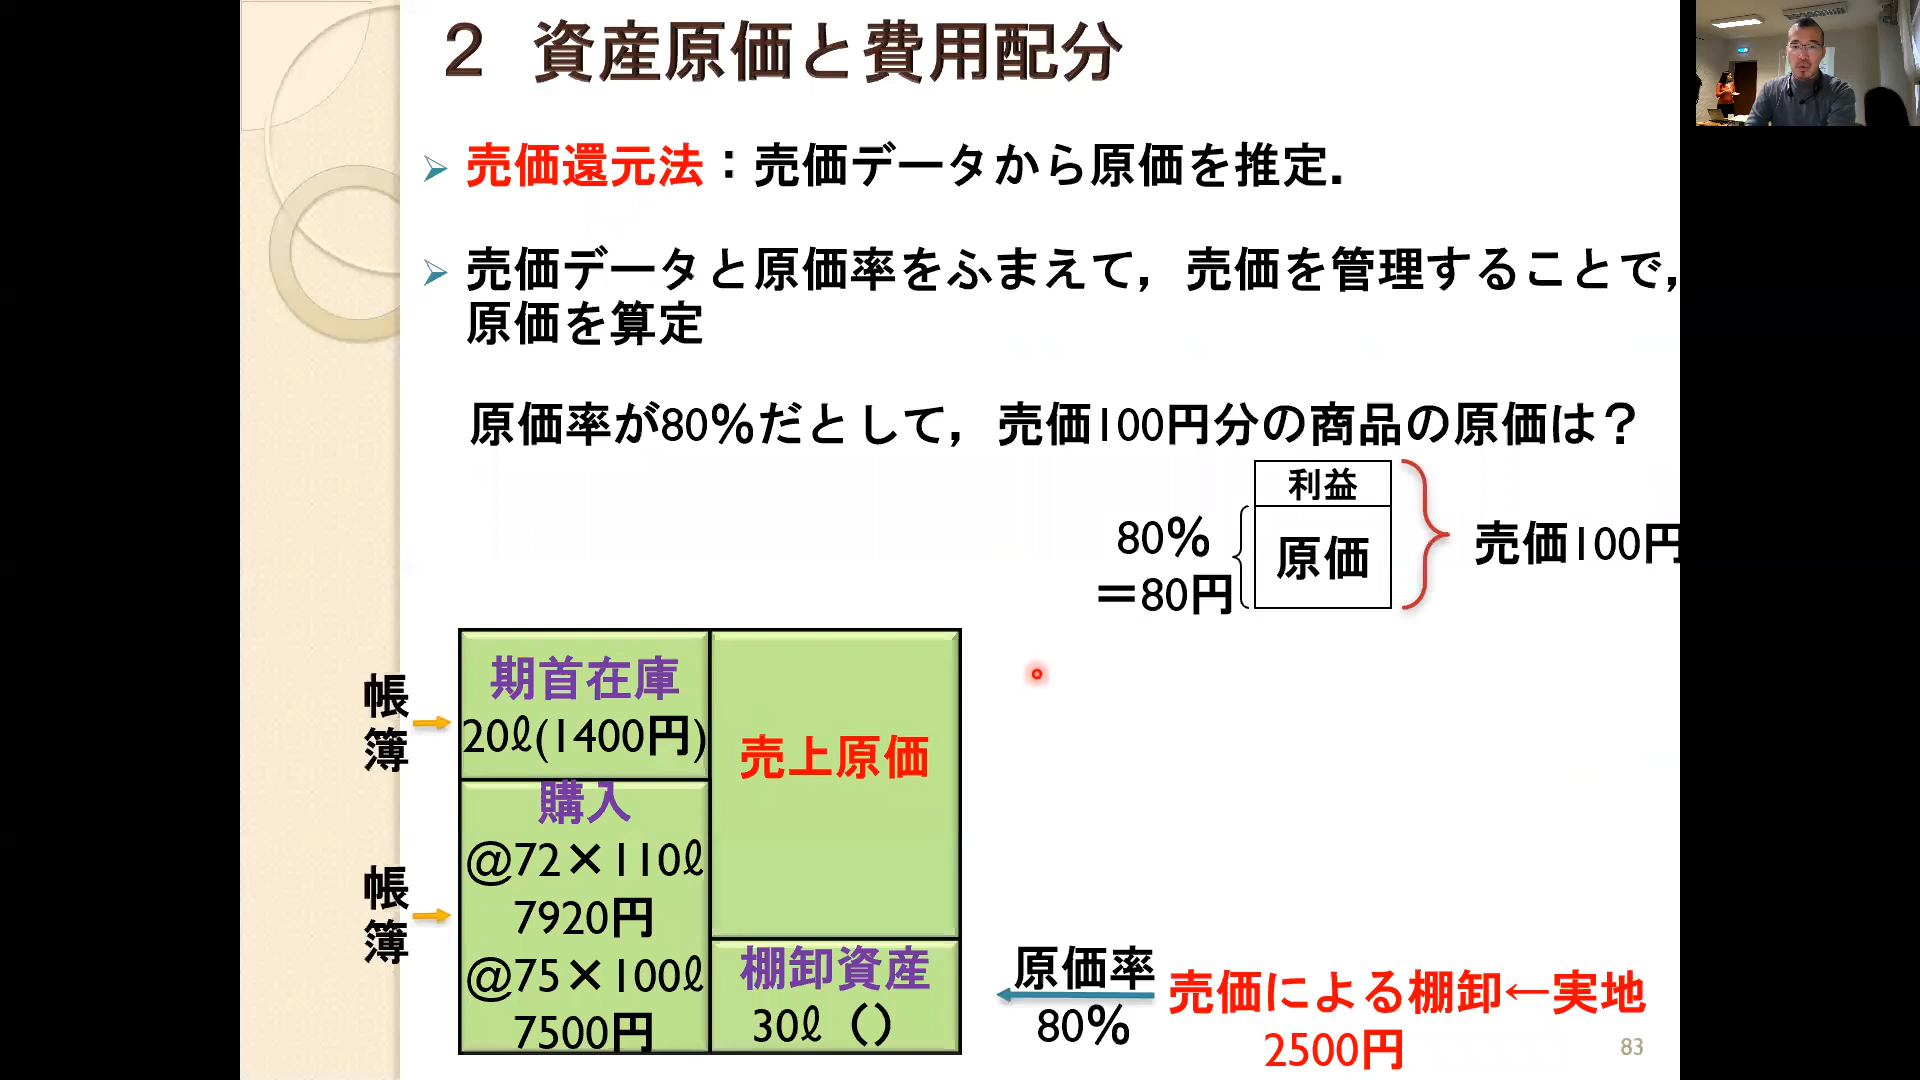 ２　資産原価と費用配分
売価還元法：売価データから原価を推定．
売価データと原価率をふまえて，売価を管理することで，
原価を算定
原価率が80％だとして，売価100円分の商品の原価は？
利益
80％
＝80円
原価
売価100円
帳簿
期首在庫
20ℓ(1400円)
売上原価
帳簿
購入
@72×110ℓ
7920円
@75×100ℓ
7500円
棚卸資産
30ℓ（）
原価率
80％
売価による棚卸←実地
2500円
83